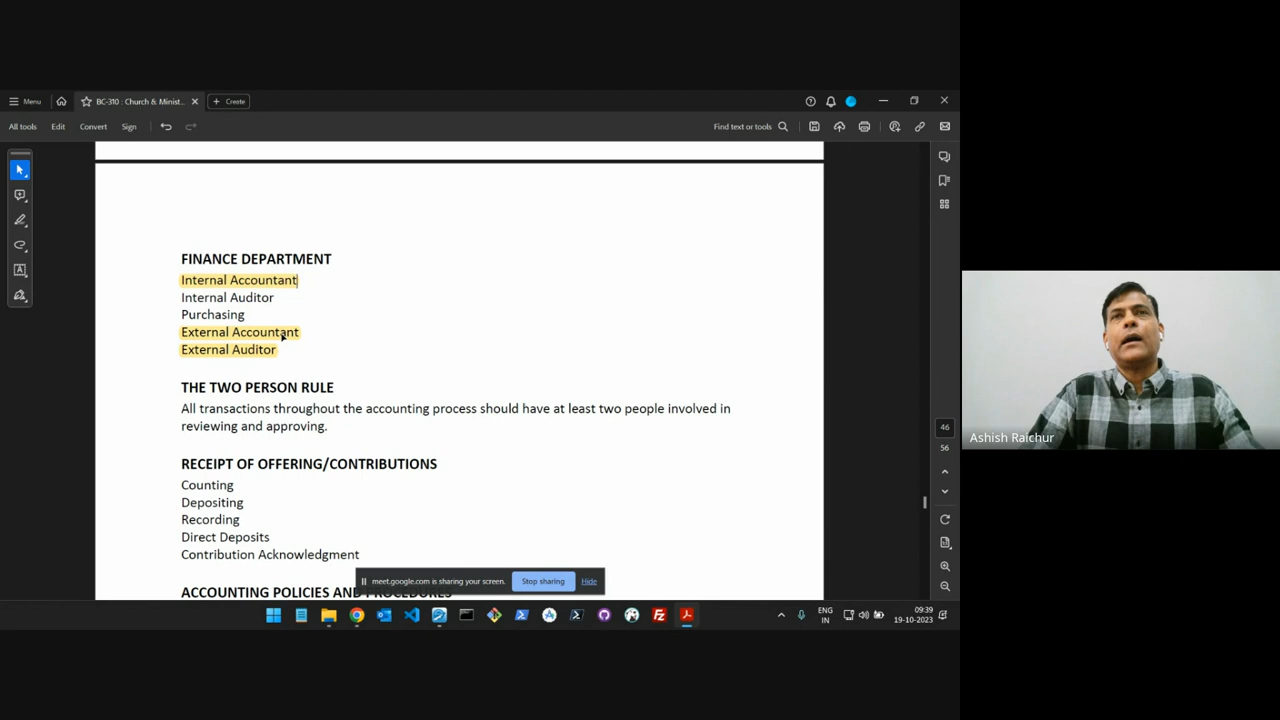 Menu
BC-310 : Church & Minist...
Create
All tools
Edit
Convert
Sign
Find text or tools
FINANCE DEPARTMENT
Internal Accountant
Internal Auditor
Purchasing
External Accountant
External Auditor
THE TWO PERSON RULE
All transactions throughout the accounting process should have at least two people involved in
reviewing and approving.
RECEIPT OF OFFERING/CONTRIBUTIONS
Counting
Depositing
Recording
Direct Deposits
Contribution Acknowledgment
ACCOUNTING POLICIES AND PROCEDURES
meet.google.com is sharing your screen.
Stop sharing
Hide
46
56
Ashish Raichur
ENG
IN
09:39
19-10-2023